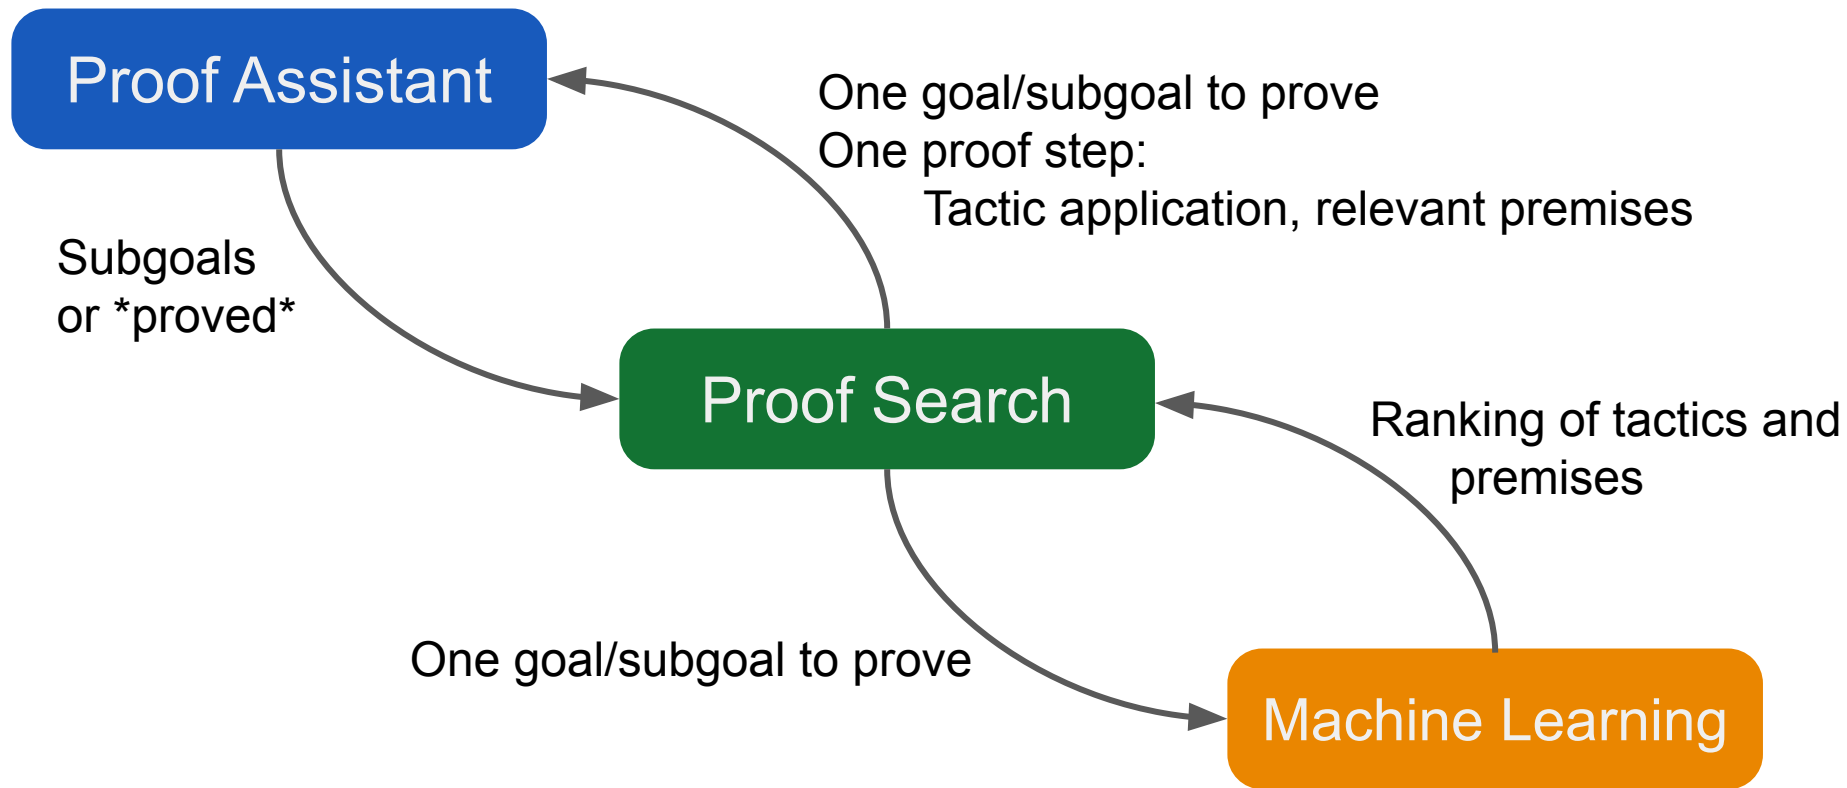 Proof Assistant
One goal/subgoal to prove
One proof step:
Tactic application, relevant premises
Subgoals
or *proved*
Proof Search
Ranking of tactics and
premises
One goal/subgoal to prove
Machine Learning